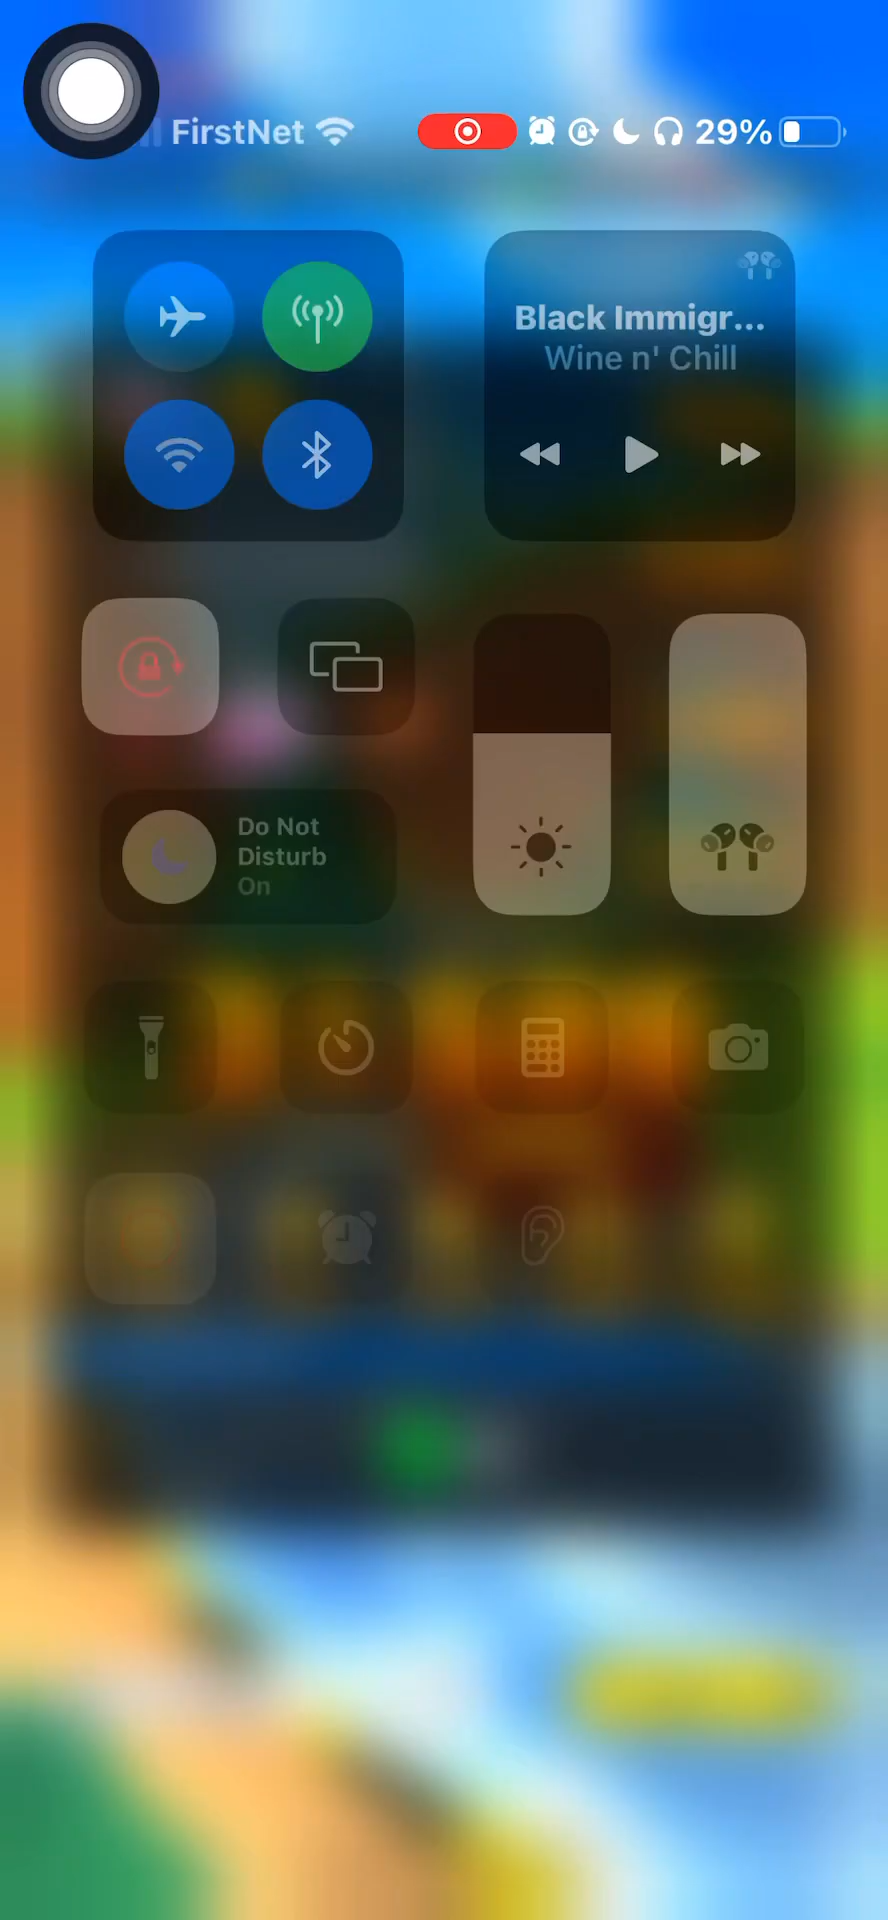 FirstNet 29%
Black Immigr...
Wine n' Chill
Do Not
Disturb
On